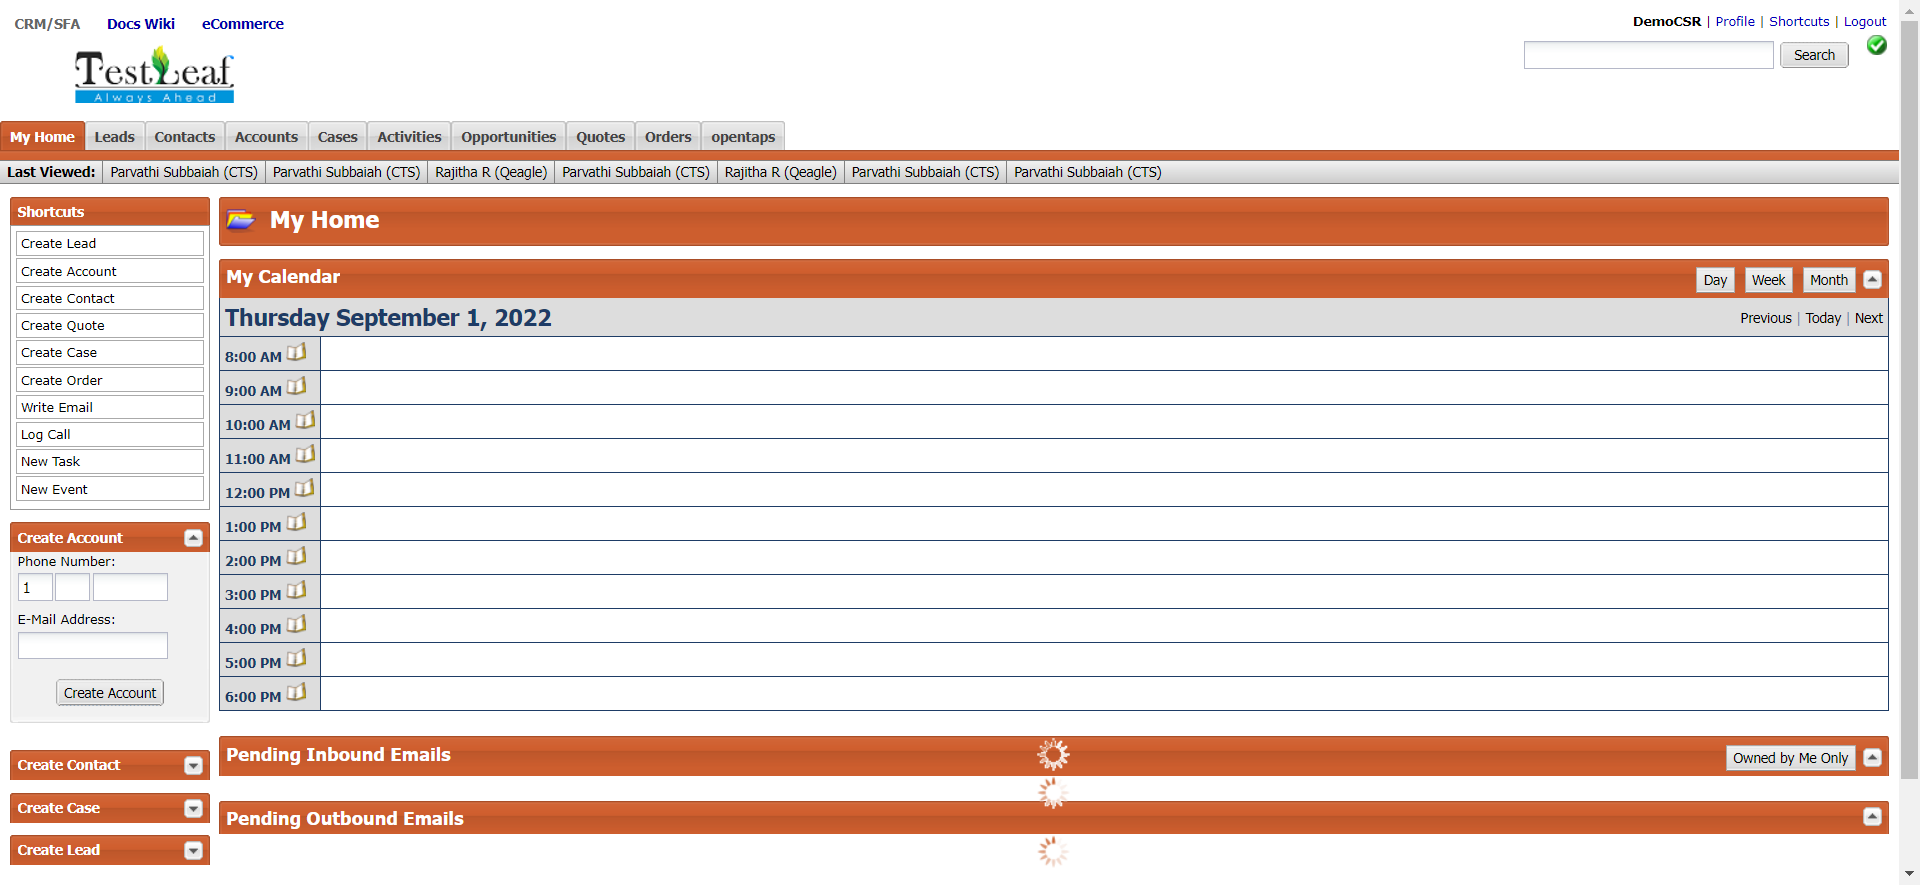 CRM/SFA Docs Wiki eCommerce
DemoCSR | Profile | Shortcuts | Logout
TestLeaf
Always Ahead
Search
My Home Leads Contacts Accounts Cases Activities Opportunities Quotes Orders opentaps
Last Viewed: Parvathi Subbaiah (CTS) Parvathi Subbaiah (CTS) Rajitha R (Qeagle) Parvathi Subbaiah (CTS) Rajitha R (Qeagle) Parvathi Subbaiah (CTS) Parvathi Subbaiah (CTS)
Shortcuts
Create Lead
Create Account
Create Contact
Create Quote
Create Case
Create Order
Write Email
Log Call
New Task
New Event
Create Account
Phone Number:
1
E-Mail Address:
Create Account
Create Contact
Create Case
Create Lead
My Home
My Calendar Day Week Month
Thursday September 1, 2022 Previous | Today | Next
8:00 AM
9:00 AM
10:00 AM
11:00 AM
12:00 PM
1:00 PM
2:00 PM
3:00 PM
4:00 PM
5:00 PM
6:00 PM
Pending Inbound Emails Owned by Me Only
Pending Outbound Emails